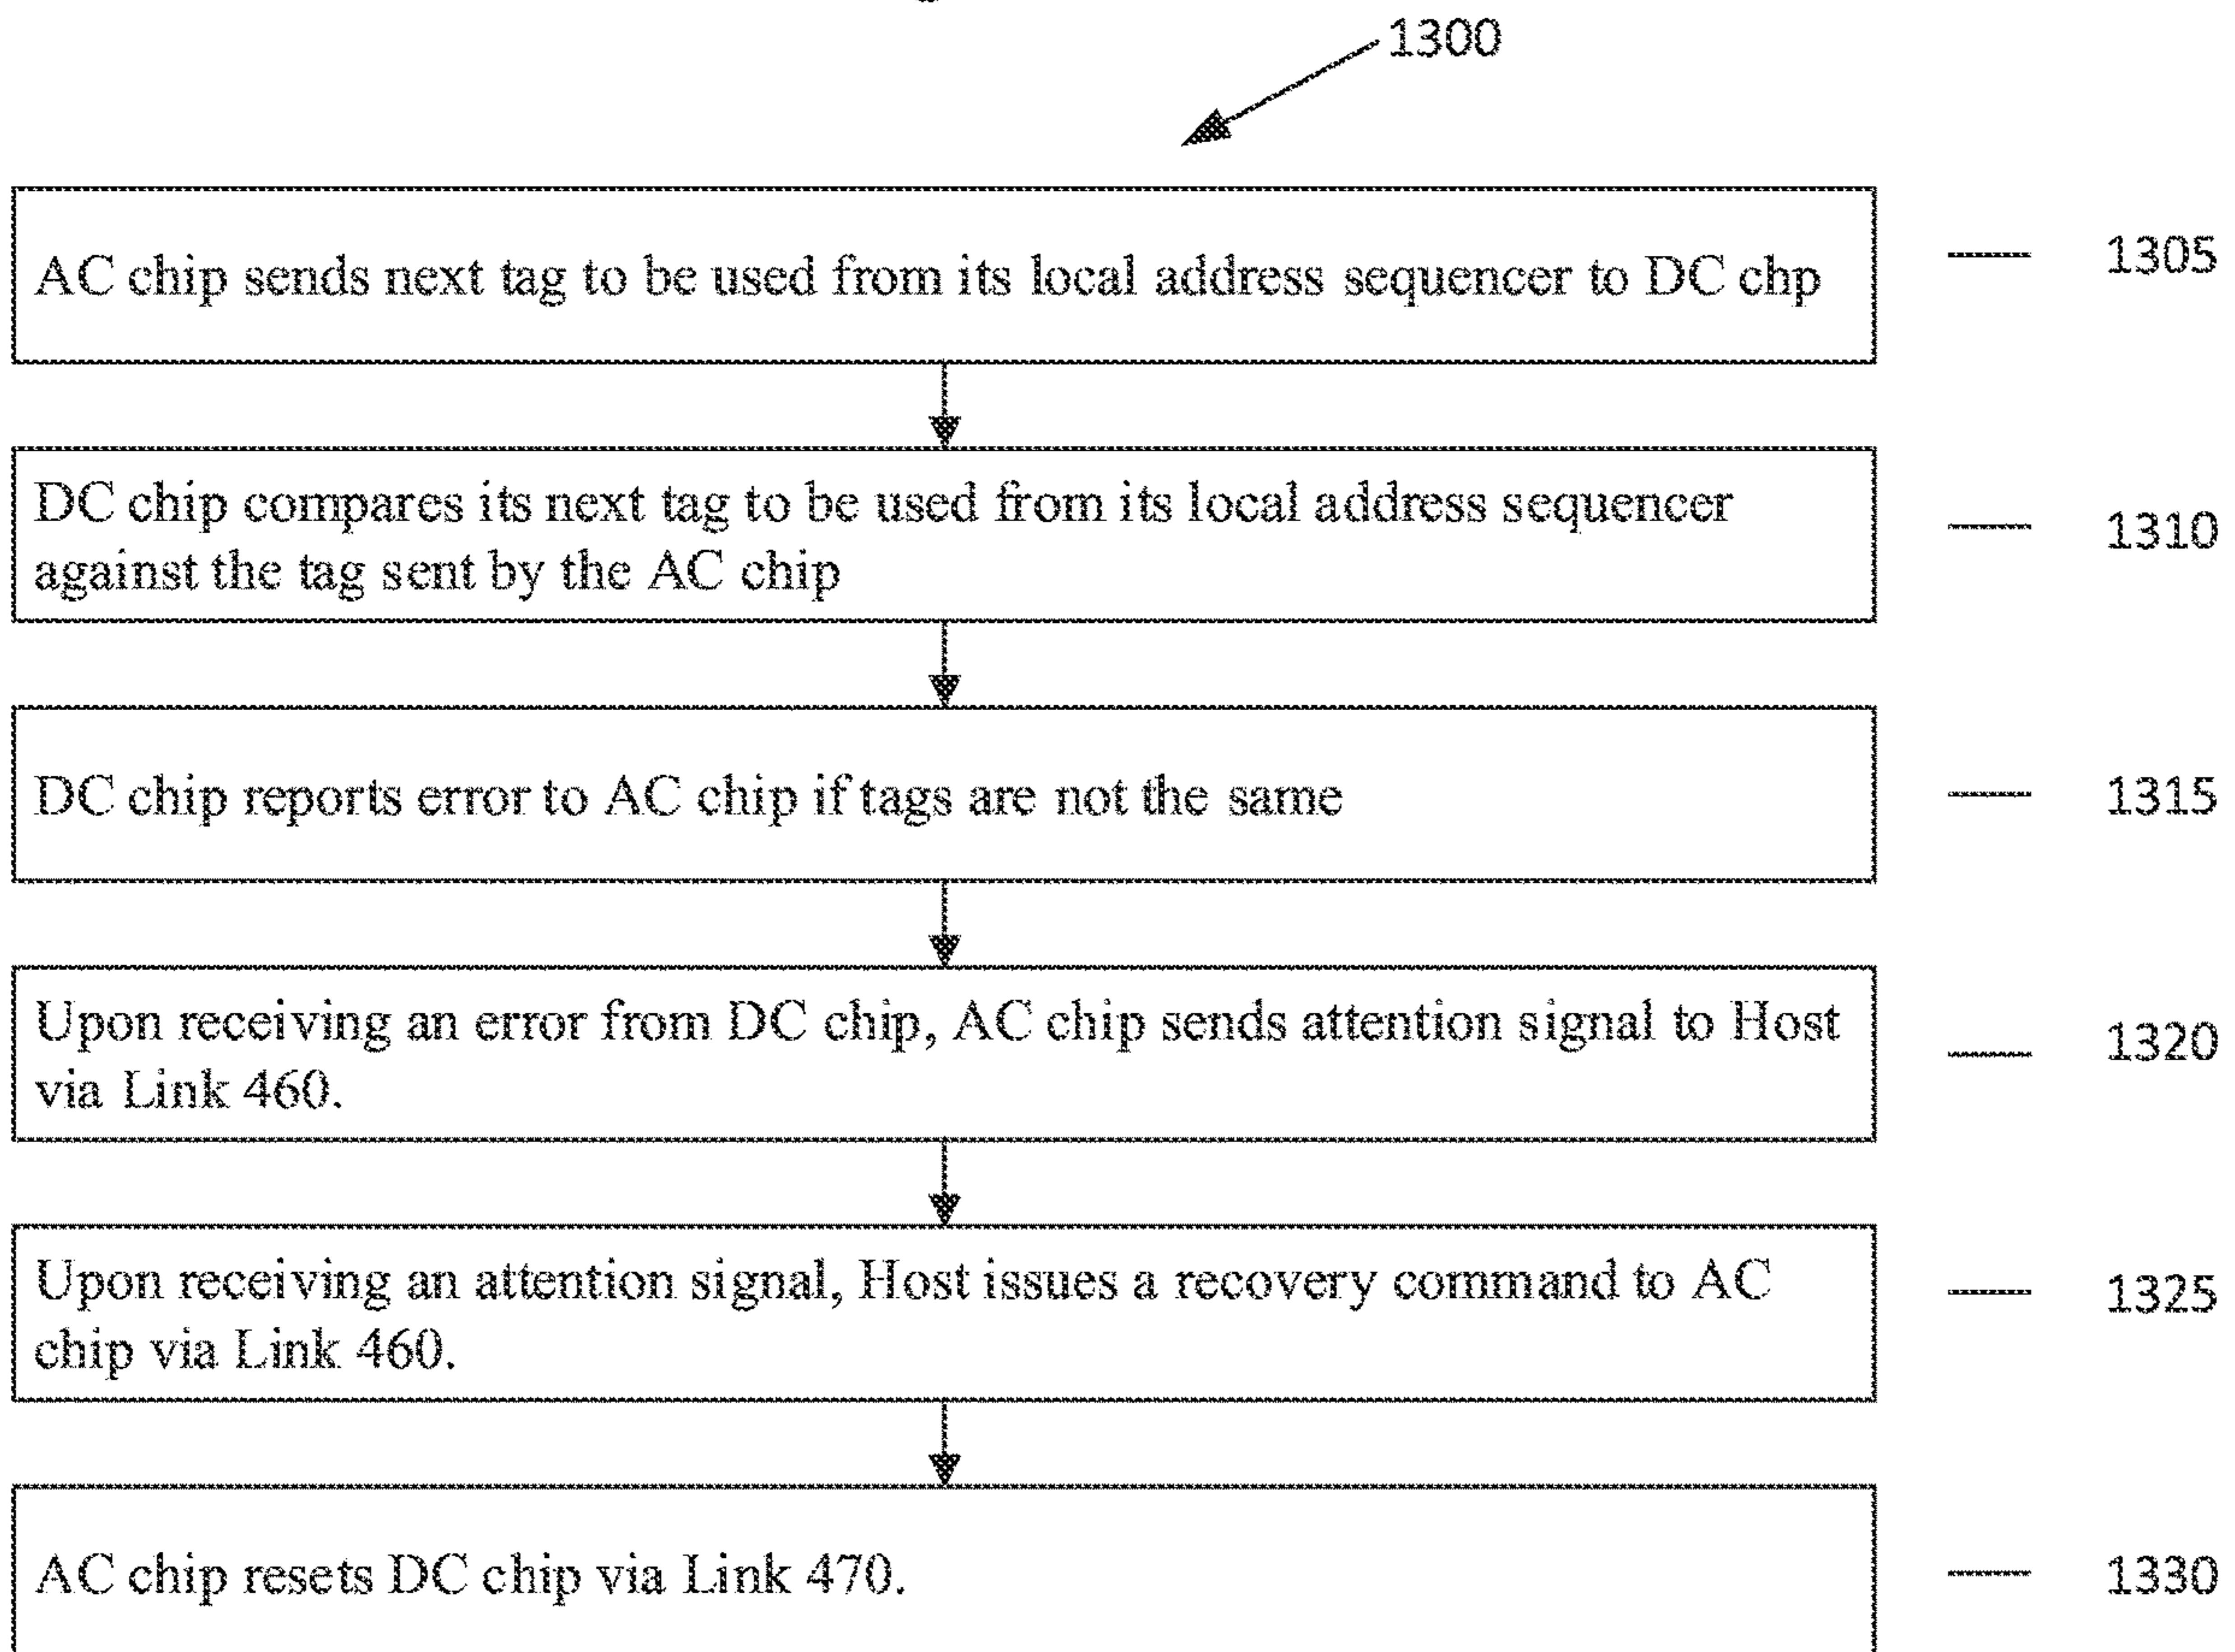 1300
AC chip sends next tag to be used from its local address sequencer to DC chp
1305
DC chip compares its next tag to be used from its local address sequencer
against the tag sent by the AC chip
1310
DC chip reports error to AC chip if tags are not the same
1315
Upon receiving an error from DC chip, AC chip sends attention signal to Host
via Link 460.
1320
Upon receiving an attention signal, Host issues a recovery command to AC
chip via Link 460.
1325
AC chip resets DC chip via Link 470.
1330